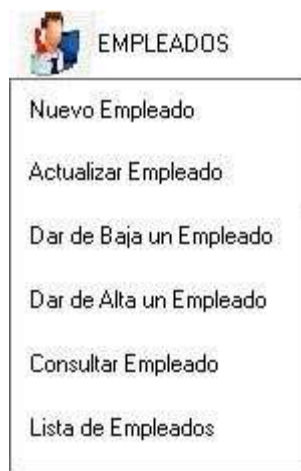 EMPLEADOS
Nuevo Empleado
Actualizar Empleado
Dar de Baja un Empleado
Dar de Alta un Empleado
Consultar Empleado
Lista de Empleados